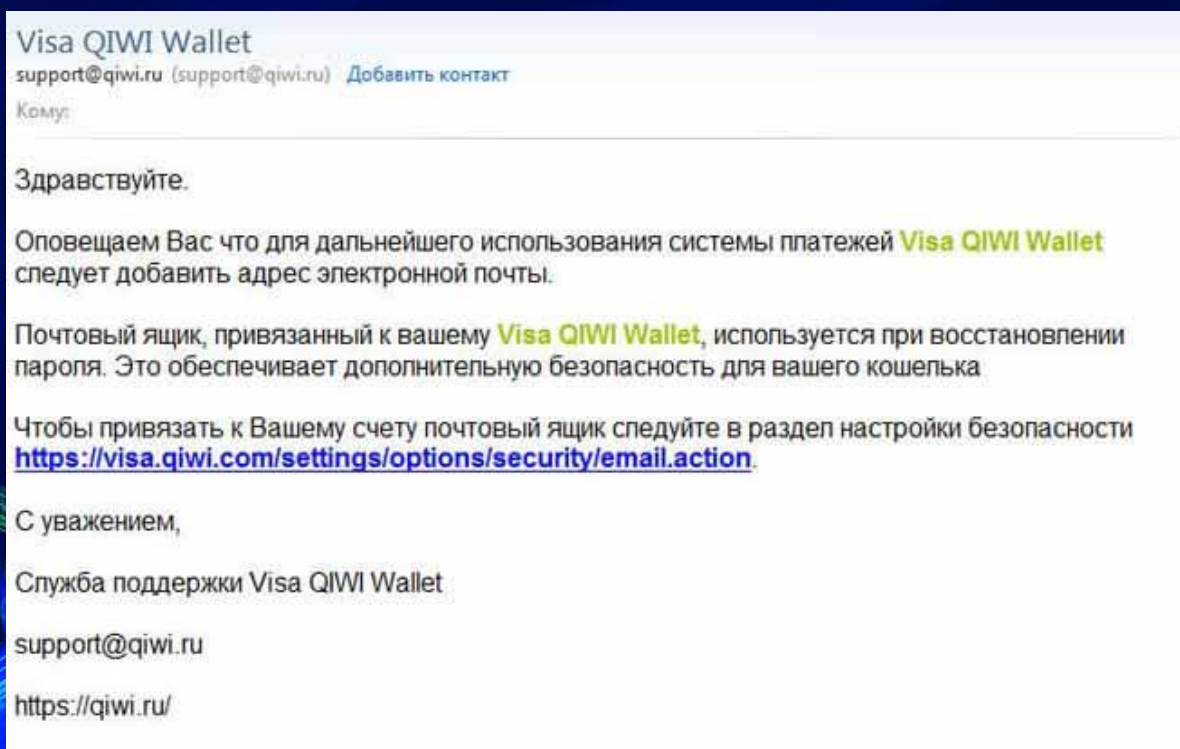 Visa QIWI Wallet
support@qiwi.ru (support@qiwi.ru) Добавить контакт
Кому:
Здравствуйте.
Оповещаем Вас что для дальнейшего использования системы платежей Visa QIWI Wallet
следует добавить адрес электронной почты.
Почтовый ящик, привязанный к вашему Visa QIWI Wallet, используется при восстановлении
пароля. Это обеспечивает дополнительную безопасность для вашего кошелька
Чтобы привязать к Вашему счету почтовый ящик следуйте в раздел настройки безопасности
https://visa.qiwi.com/settings/options/security/email.action.
С уважением,
Служба поддержки Visa QIWI Wallet
support@qiwi.ru
https://qiwi.ru/